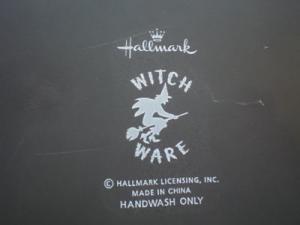 Hallmark
WITCH
WARE
© HALLMARK LICENSING, INC.
MADE IN CHINA
HANDWASH ONLY